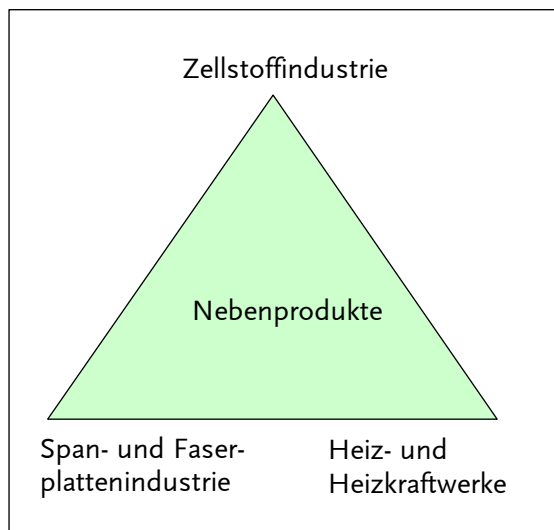 Zellstoffindustrie
Nebenprodukte
Span- und Faser-
plattenindustrie
Heiz- und
Heizkraftwerke